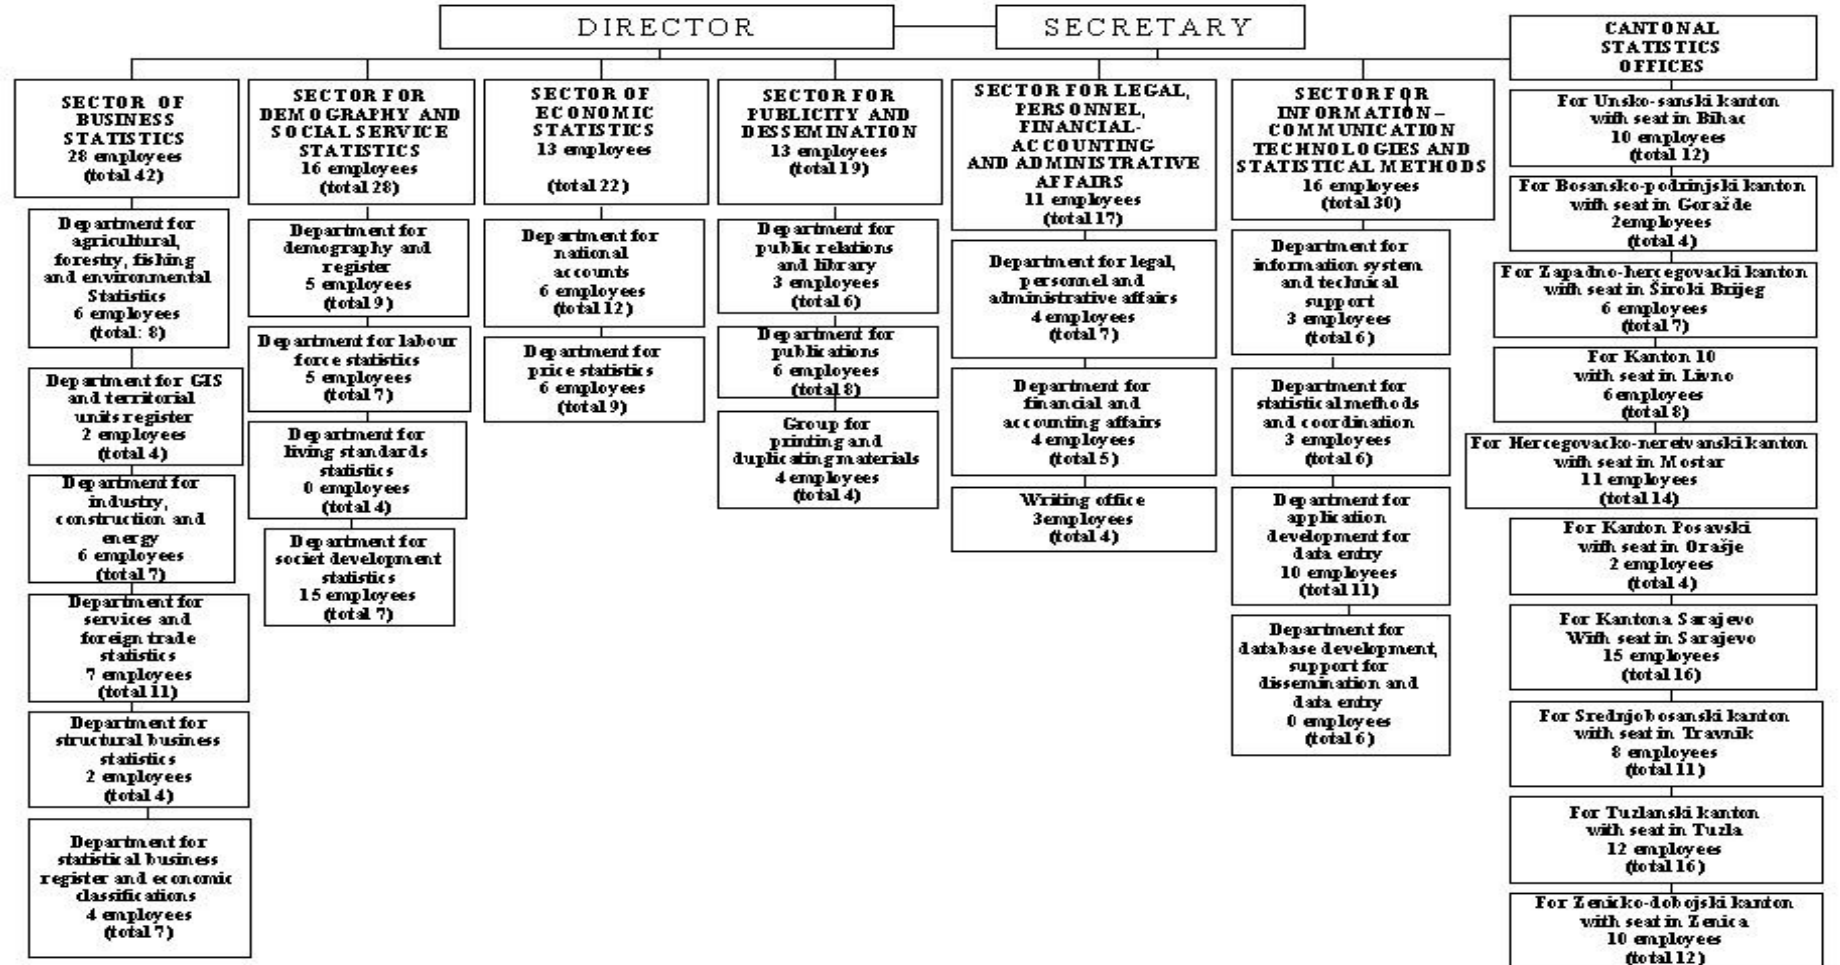 DIRECTOR
SECRETARY
SECTOR OF
BUSINESS
STATISTICS
28 employees
(total 42)
Department for
agricultural,
forestry, fishing
and environmental
Statistics
6 employees
(total: 8)
Department for GIS
and territorial
units register
2 employees
(total 4)
Department for
industry,
construction and
energy
6 employees
(total 7)
Department for
services and
foreign trade
statistics
7 employees
(total 11)
Department for
structural business
statistics
2 employees
(total 4)
Department for
statistical business
register and economic
classifications
4 employees
(total 7)
SECTOR FOR
DEMOGRAPHY AND
SOCIAL SERVICE
STATISTICS
16 employees
(total 28)
Department for
demography and
register
5 employees
(total 9)
Department for labour
force statistics
5 employees
(total 7)
Department for
living standards
statistics
0 employees
(total 4)
Department for
societ development
statistics
15 employees
(total 7)
SECTOR OF
ECONOMIC
STATISTICS
13 employees
(total 22)
Department for
national
accounts
6 employees
(total 12)
Department for
price statistics
6 employees
(total 9)
SECTOR FOR
PUBLICITY AND
DESSEMINATION
13 employees
(total 19)
Department for
public relations
and library
3 employees
(total 6)
Department for
publications
6 employees
(total 8)
Group for
printing and
duplicating materials
4 employees
(total 4)
SECTOR FOR LEGAL,
PERSONNEL,
FINANCIAL-
ACCOUNTING
AND ADMINISTRATIVE
AFFAIRS
11 employees
(total 17)
Department for legal,
personnel and
administrative affairs
4 employees
(total 7)
Department for
financial and
accounting affairs
4 employees
(total 5)
Writing office
3employees
(total 4)
SECTOR FOR
INFORMATION–
COMMUNICATION
TECHNOLOGIES AND
STATISTICAL METHODS
16 employees
(total 30)
Department for
information system
and technical
support
3 employees
(total 6)
Department for
statistical methods
and coordination
3 employees
(total 6)
Department for
application
development for
data entry
10 employees
(total 11)
Department for
database development,
support for
dissemination and
data entry
0 employees
(total 6)
CANTONAL
STATISTICS
OFFICES
For Unsko-sanski kanton
with seat in Bihac
10 employees
(total 12)
For Bosansko-podrinjski kanton
with seat in Goražde
2employees
(total 4)
For Zapadno-hercegovacki kanton
with seat in Široki Brijeg
6 employees
(total 7)
For Kanton 10
with seat in Livno
6employees
(total 8)
For Hercegovacko-neretvanski kanton
with seat in Mostar
11 employees
(total 14)
For Kanton Posavski
with seat in Orašje
2 employees
(total 4)
For Kantona Sarajevo
With seat in Sarajevo
15 employees
(total 16)
For Srednjobosanski kanton
with seat in Travnik
8 employees
(total 11)
For Tuzlanski kanton
with seat in Tuzla
12 employees
(total 16)
For Zenicko-dobojski kanton
with seat in Zenica
10 employees
(total 12)